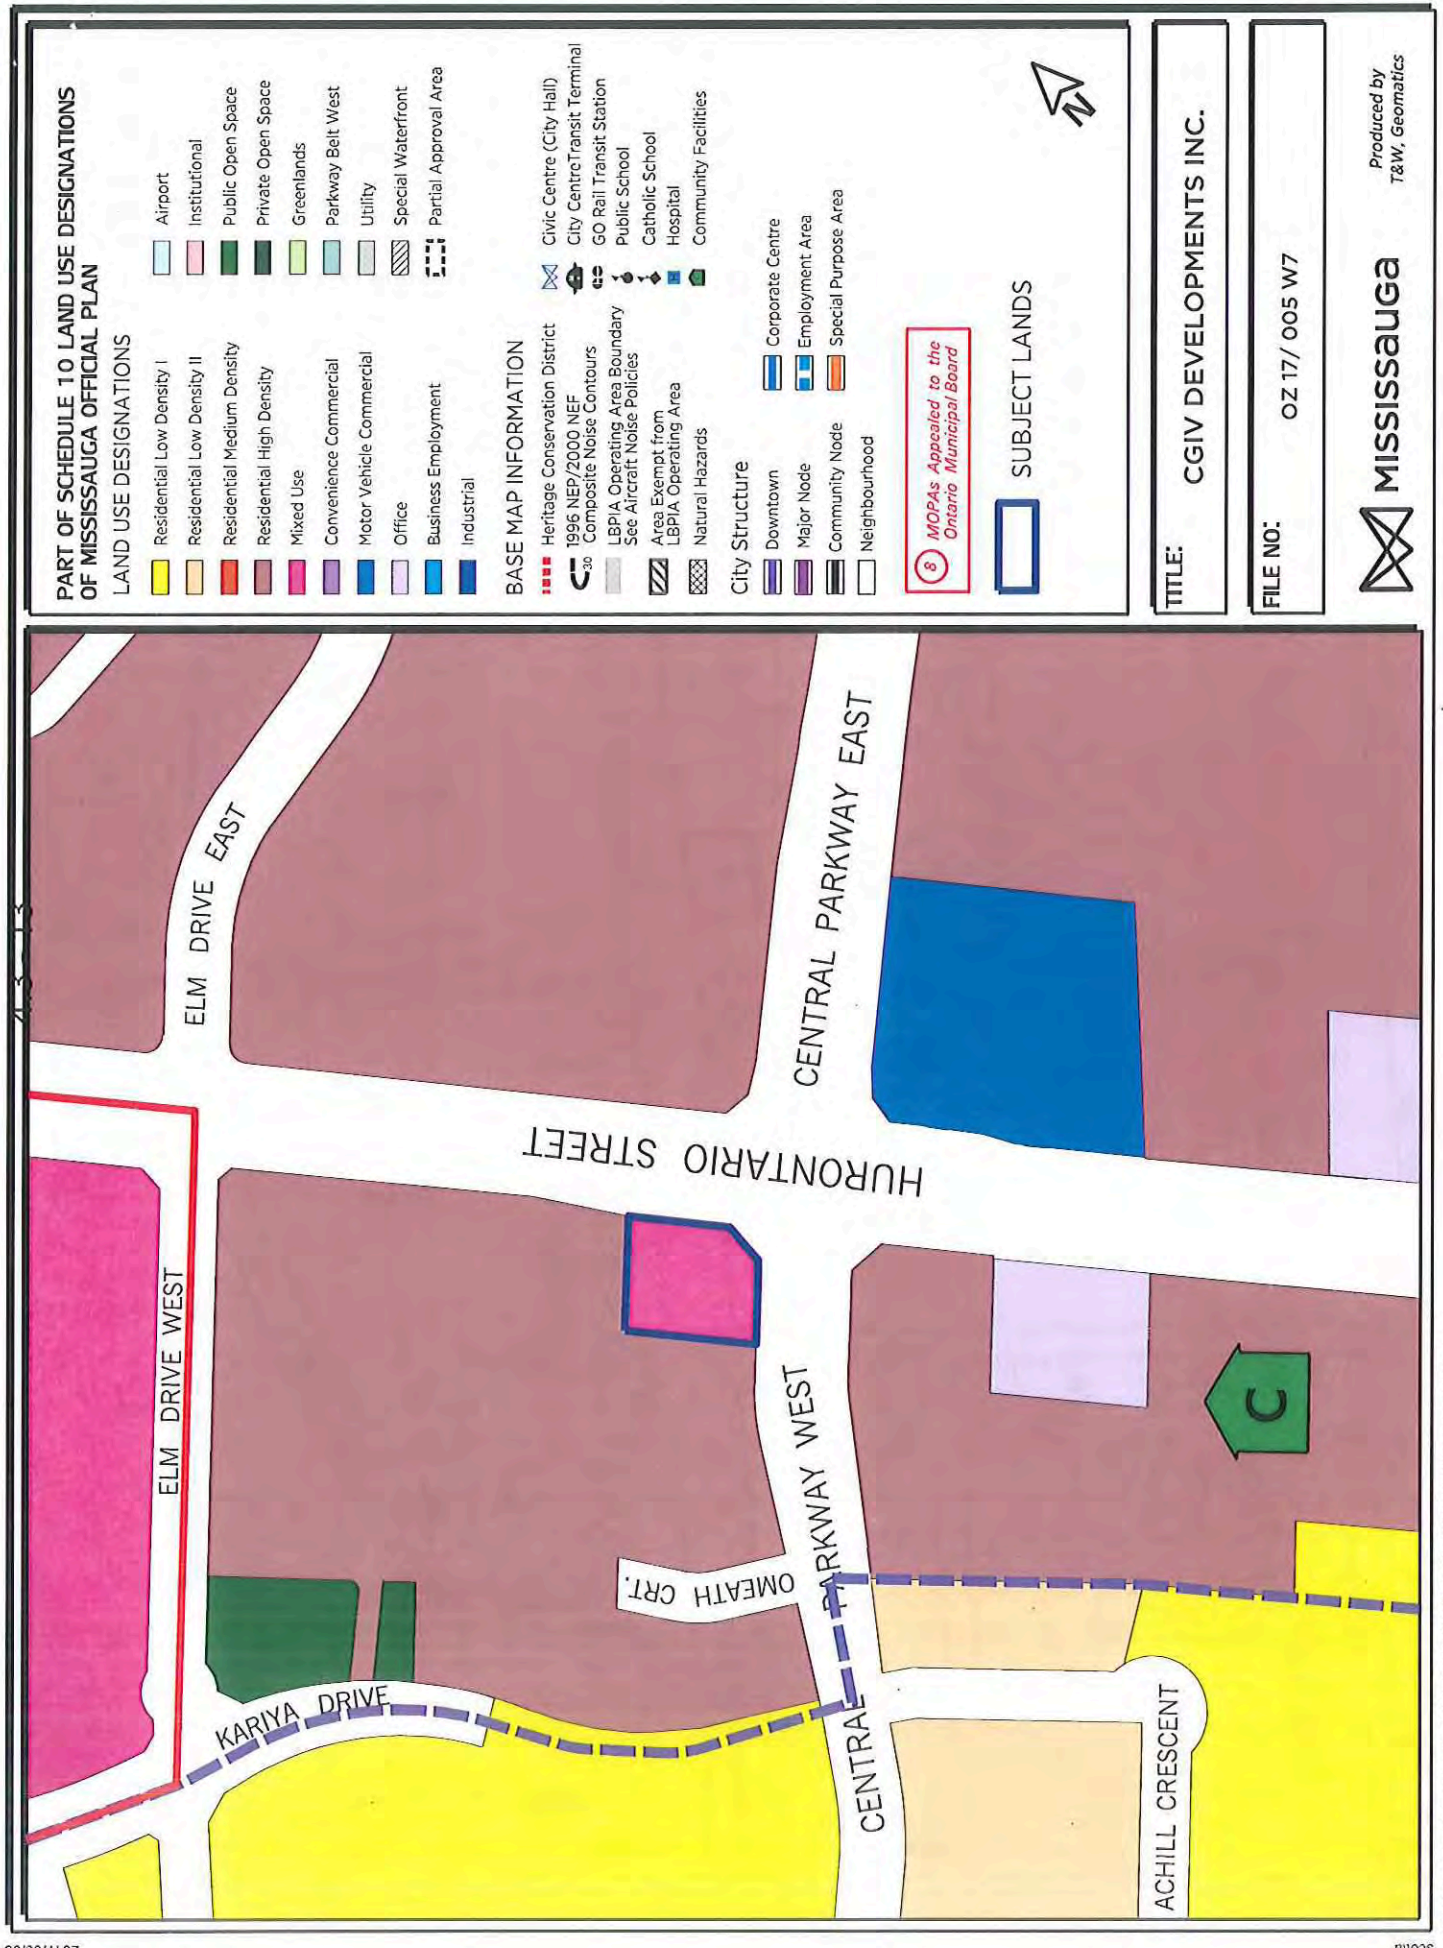 PART OF SCHEDULE 10 LAND USE DESIGNATIONS
OF MISSISSAUGA OFFICIAL PLAN
LAND USE DESIGNATIONS
Residential Low Density I
Residential Low Density II
Residential Medium Density
Residential High Density
Mixed Use
Convenience Commercial
Motor Vehicle Commercial
Office
Business Employment
Industrial
Airport
Institutional
Public Open Space
Private Open Space
Greenlands
Parkway Belt West
Utility
Special Waterfront
Partial Approval Area
BASE MAP INFORMATION
Heritage Conservation District
1996 NEP/2000 NEF
Composite Noise Contours
30
LBPIA Operating Area Boundary
See Aircraft Noise Policies
Area Exempt from
LBPIA Operating Area
Natural Hazards
Civic Centre (City Hall)
City CentreTransit Terminal
GO Rail Transit Station
Public School
Catholic School
Hospital
H
Community Facilities
City Structure
Downtown
Major Node
Community Node
Neighbourhood
Corporate Centre
Employment Area
Special Purpose Area
8
MOPAs Appealed to the
Ontario Municipal Board
SUBJECT LANDS
N
TITLE:
CGIV DEVELOPMENTS INC.
FILE NO:
OZ 17/ 005 W7
MISSISSAUGA
Produced by
T&W, Geomatics
ELM DRIVE EAST
CENTRAL PARKWAY EAST
HURONTARIO STREET
ELM DRIVE WEST
CENTRAL PARKWAY WEST
OMEATH CRT.
KARIYA DRIVE
ACHILL CRESCENT
C